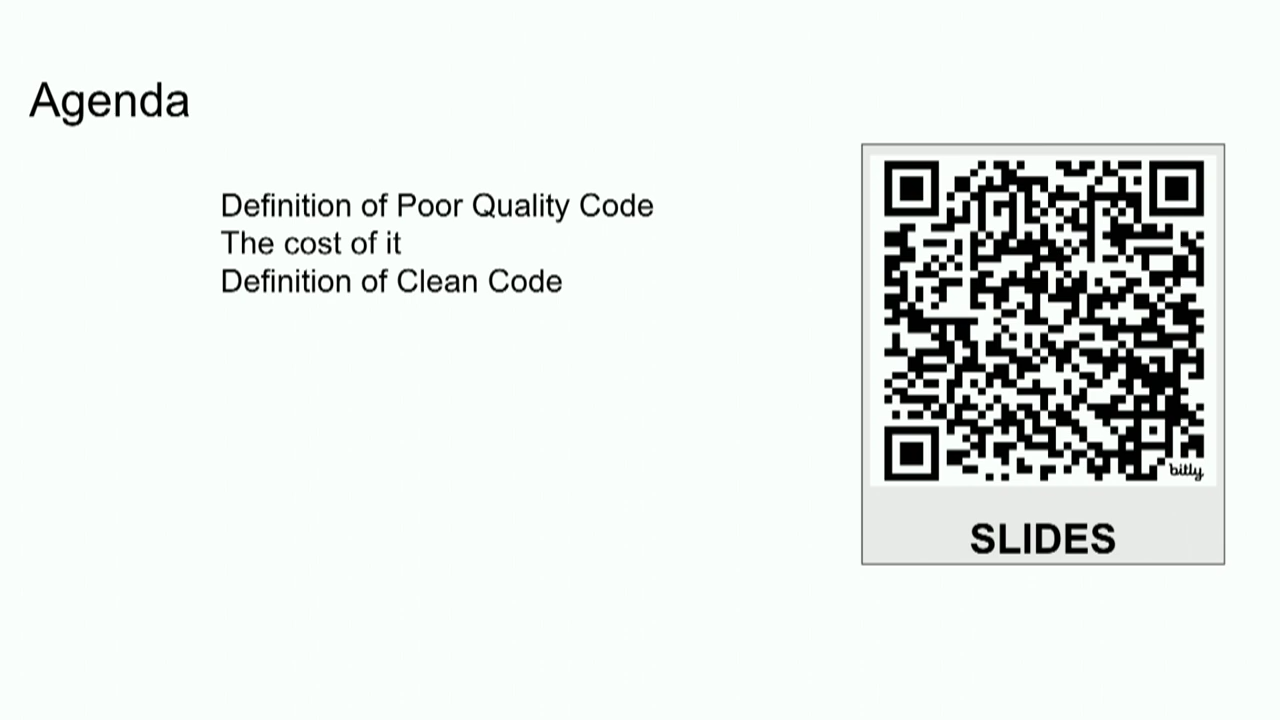 Agenda
Definition of Poor Quality Code
The cost of it
Definition of Clean Code
bitly
SLIDES